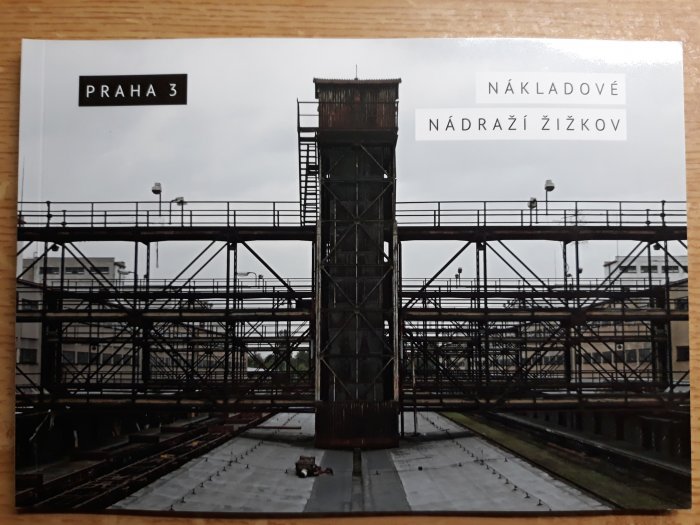 PRAHA 3
NÁKLADOVÉ
NÁDRAŽÍ ŽIŽKOV